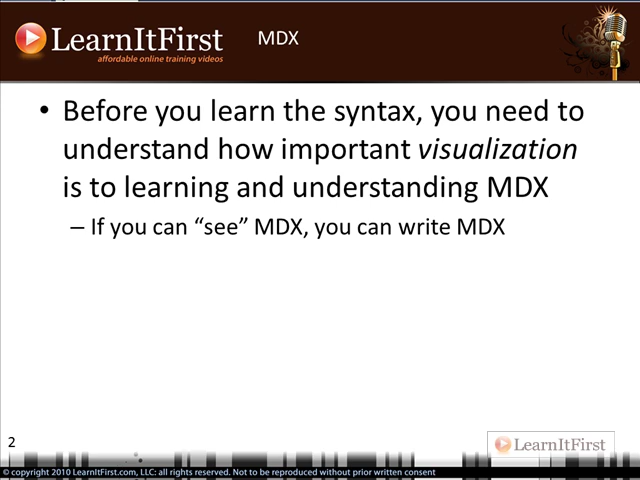 LearnItFirst
affordable online training videos
MDX
• Before you learn the syntax, you need to
understand how important visualization
is to learning and understanding MDX
– If you can “see” MDX, you can write MDX
2
LearnItFirst
© copyright 2010 LearnItFirst.com, LLC: all rights reserved. Not to be reproduced without prior written consent